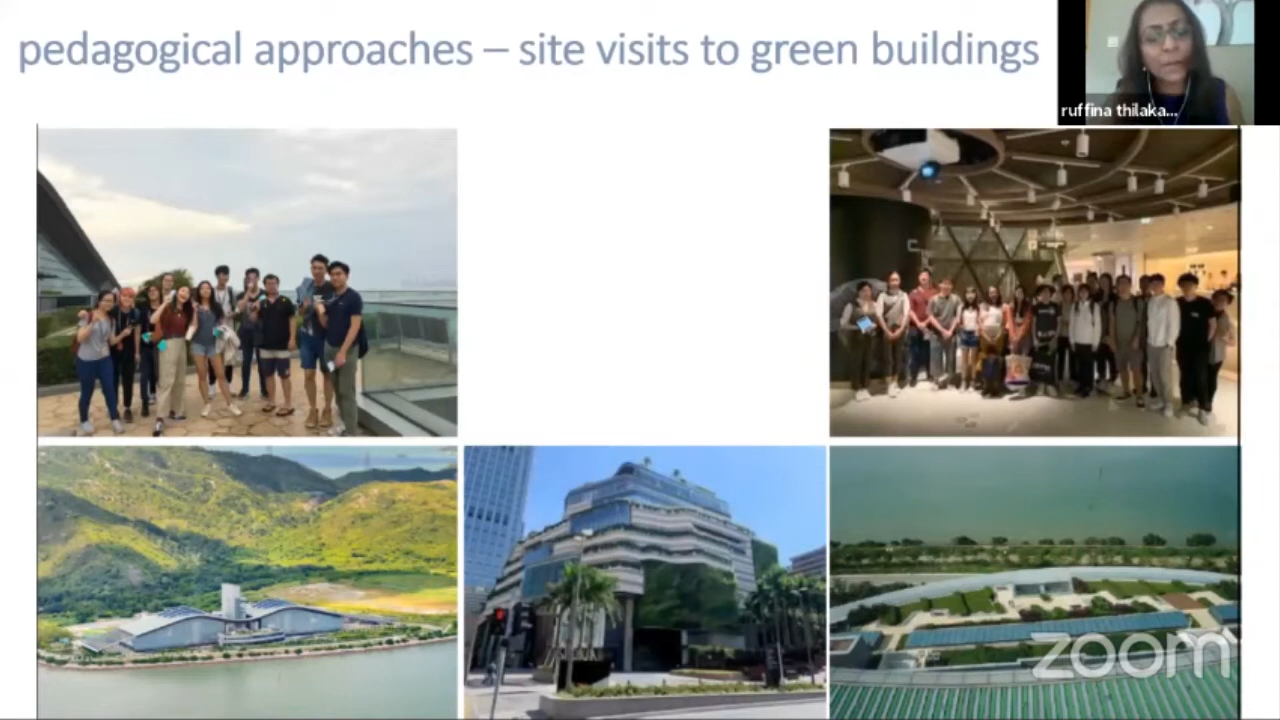 pedagogical approaches – site visits to green buildings
ruffina thilaka...
zoom